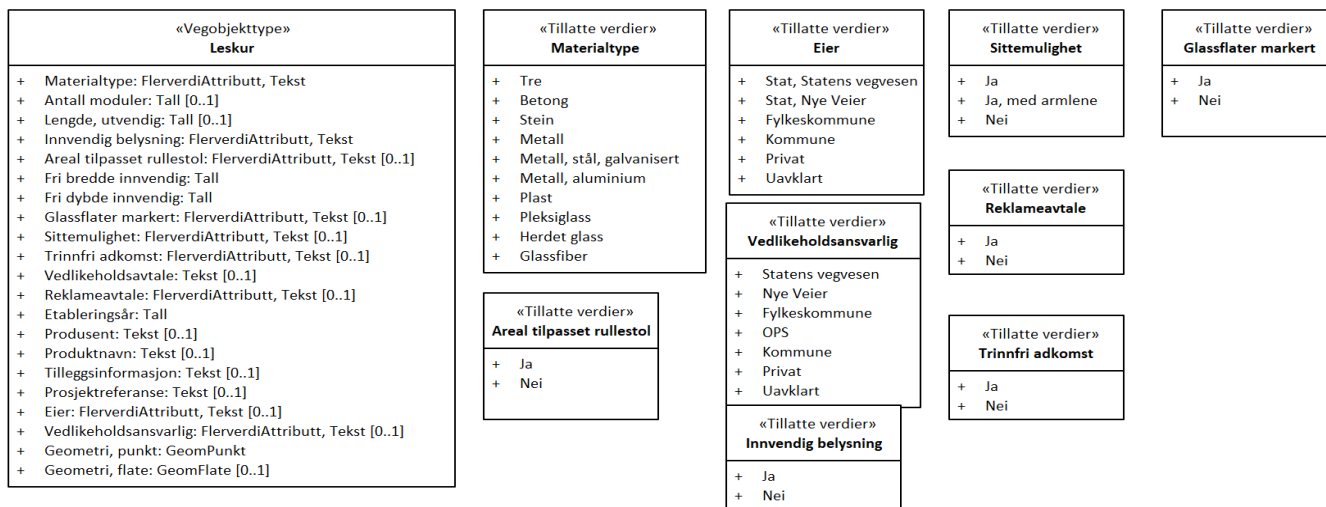 «Vegobjekttype»
Leskur
+ Materialtype: FlerverdiAttributt, Tekst
+ Antall moduler: Tall [0..1]
+ Lengde, utvendig: Tall [0..1]
+ Innvendig belysning: FlerverdiAttributt, Tekst
+ Areal tilpasset rullestol: FlerverdiAttributt, Tekst [0..1]
+ Fri bredde innvendig: Tall
+ Fri dybde innvendig: Tall
+ Glassflater markert: FlerverdiAttributt, Tekst [0..1]
+ Sittemulighet: FlerverdiAttributt, Tekst [0..1]
+ Trinnfri adkomst: FlerverdiAttributt, Tekst [0..1]
+ Vedlikeholdsavtale: Tekst [0..1]
+ Reklameavtale: FlerverdiAttributt, Tekst [0..1]
+ Etableringsår: Tall
+ Produsent: Tekst [0..1]
+ Produktnavn: Tekst [0..1]
+ Tilleggsinformasjon: Tekst [0..1]
+ Prosjektreferanse: Tekst [0..1]
+ Eier: FlerverdiAttributt, Tekst [0..1]
+ Vedlikeholdsansvarlig: FlerverdiAttributt, Tekst [0..1]
+ Geometri, punkt: GeomPunkt
+ Geometri, flate: GeomFlate [0..1]
«Tillatte verdier»
Materialtype
+ Tre
+ Betong
+ Stein
+ Metall
+ Metall, stål, galvanisert
+ Metall, aluminium
+ Plast
+ Pleksiglass
+ Herdet glass
+ Glassfiber
«Tillatte verdier»
Areal tilpasset rullestol
+ Ja
+ Nei
«Tillatte verdier»
Eier
+ Stat, Statens vegvesen
+ Stat, Nye Veier
+ Fylkeskommune
+ Kommune
+ Privat
+ Uavklart
«Tillatte verdier»
Vedlikeholdsansvarlig
+ Statens vegvesen
+ Nye Veier
+ Fylkeskommune
+ OPS
+ Kommune
+ Privat
+ Uavklart
«Tillatte verdier»
Innvendig belysning
+ Ja
+ Nei
«Tillatte verdier»
Sittemulighet
+ Ja
+ Ja, med armlene
+ Nei
«Tillatte verdier»
Reklameavtale
+ Ja
+ Nei
«Tillatte verdier»
Trinnfri adkomst
+ Ja
+ Nei
«Tillatte verdier»
Glassflater markert
+ Ja
+ Nei